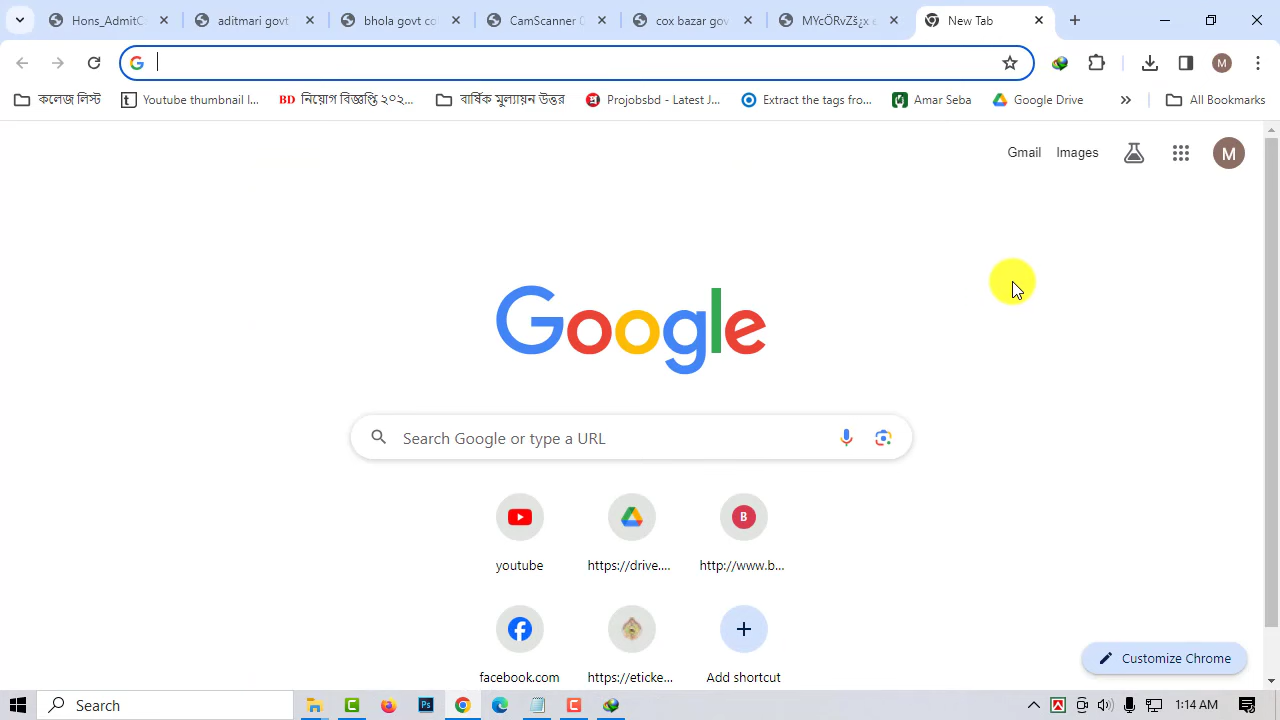 Hons_AdmitC
aditmari govt
bhola govt co
CamScanner 0
cox bazar gov
MYcÖRvZš¿x e
New Tab
কলেজ লিস্ট
Youtube thumbnail l...
BD নিয়োগ বিজ্ঞপ্তি ২০২...
বার্ষিক মুল্যায়ন উত্তর
Projobsbd - Latest J...
Extract the tags fro...
Amar Seba
Google Drive
All Bookmarks
M
Gmail
Images
M
Google
Search Google or type a URL
B
youtube
https://drive....
http://www.b...
facebook.com
https://eticke...
Add shortcut
Customize Chrome
Search
Ps
1:14 AM